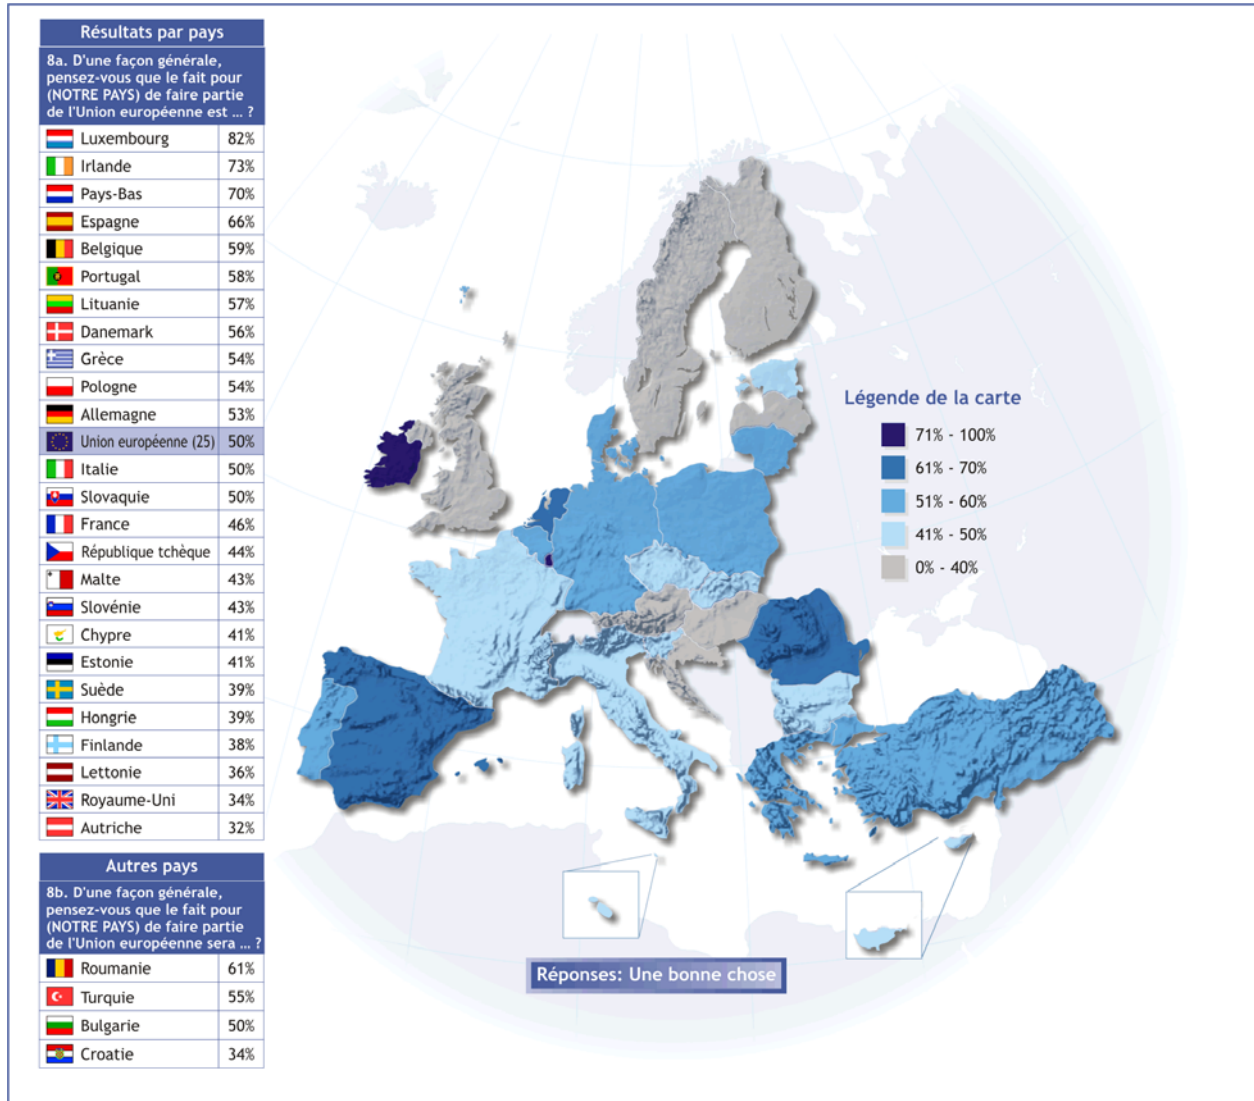 Résultats par pays
8a. D'une façon générale,
pensez-vous que le fait pour
(NOTRE PAYS) de faire partie
de l'Union européenne est ... ?
Luxembourg 82%
Irlande 73%
Pays-Bas 70%
Espagne 66%
Belgique 59%
Portugal 58%
Lituanie 57%
Danemark 56%
Grèce 54%
Pologne 54%
Allemagne 53%
Union européenne (25) 50%
Italie 50%
Slovaquie 50%
France 46%
République tchèque 44%
Malte 43%
Slovénie 43%
Chypre 41%
Estonie 41%
Suède 39%
Hongrie 39%
Finlande 38%
Lettonie 36%
Royaume-Uni 34%
Autriche 32%
Autres pays
8b. D'une façon générale,
pensez-vous que le fait pour
(NOTRE PAYS) de faire partie
de l'Union européenne sera ... ?
Roumanie 61%
Turquie 55%
Bulgarie 50%
Croatie 34%
Légende de la carte
71% - 100%
61% - 70%
51% - 60%
41% - 50%
0% - 40%
Réponses: Une bonne chose